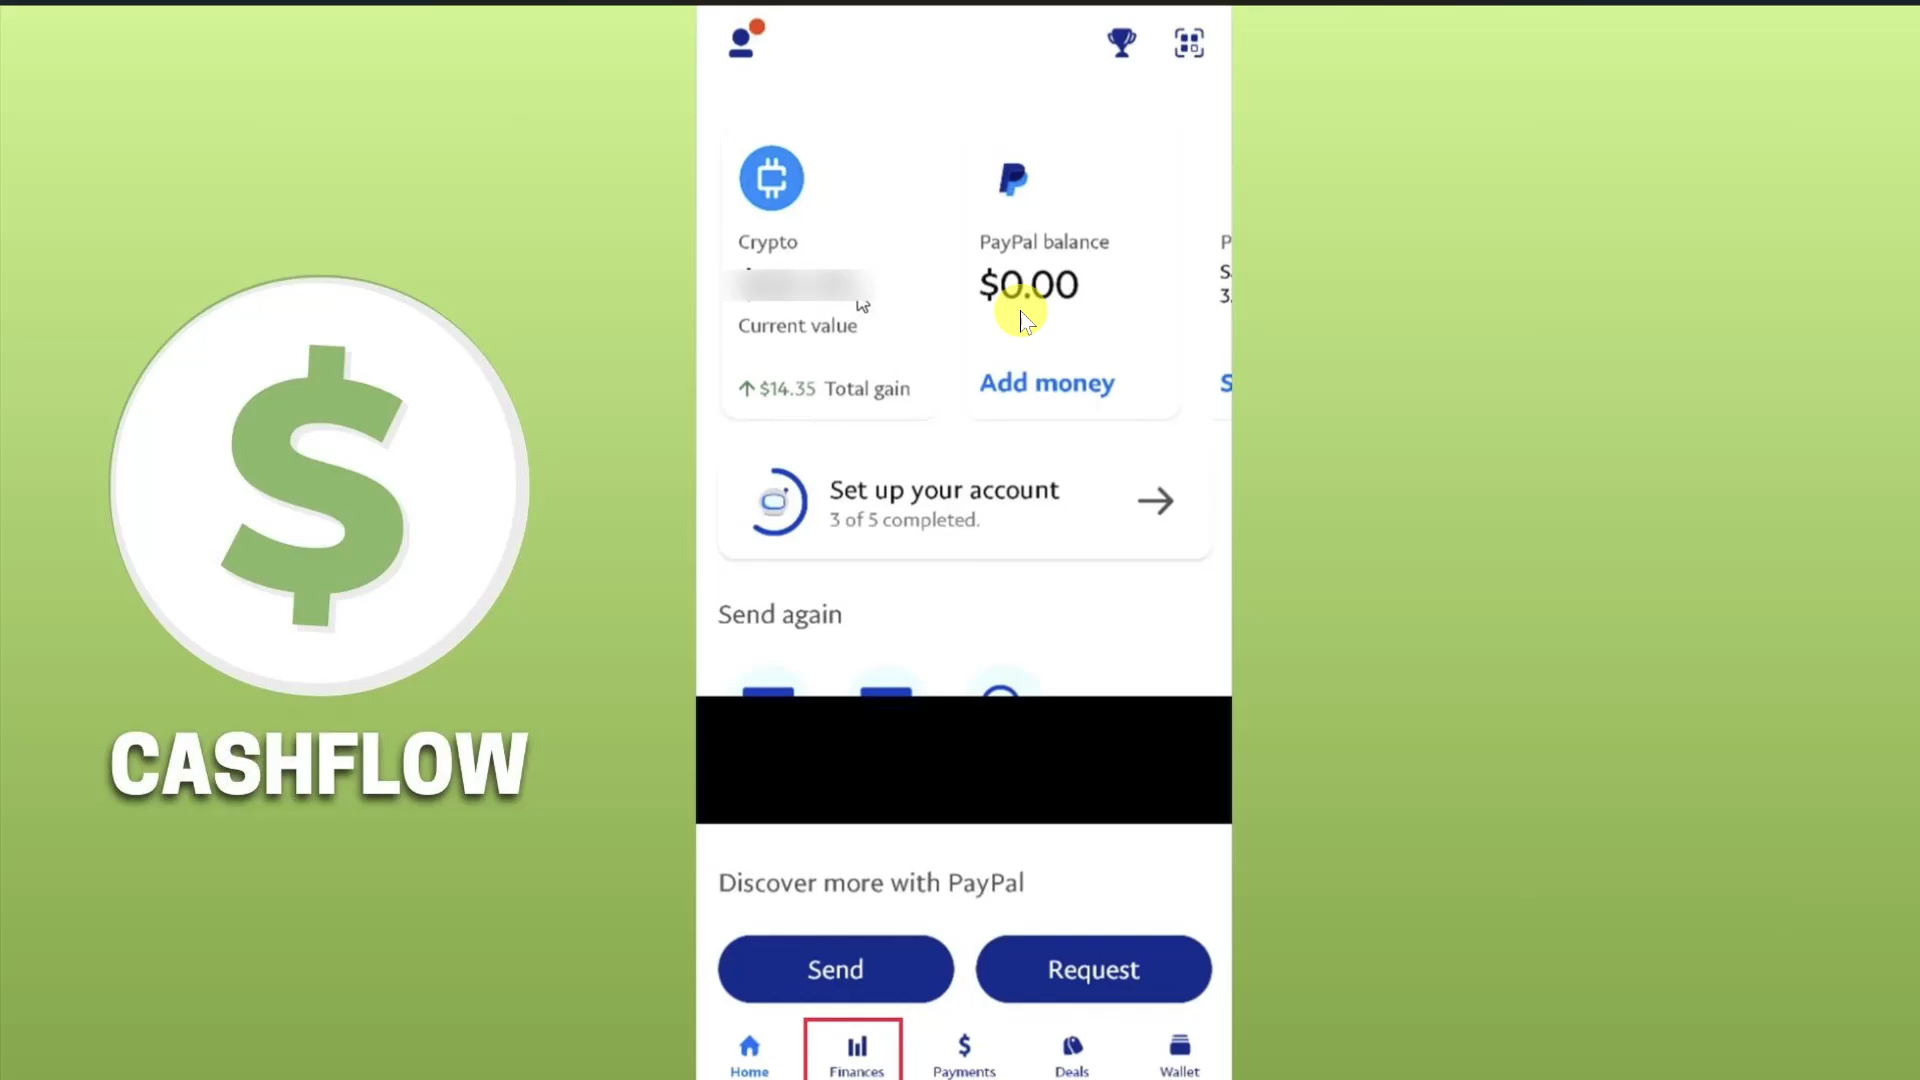 Crypto
Current value
$14.35 Total gain
PayPal balance
$0.00
Add money
P
S
3.
S
Set up your account
3 of 5 completed.
Send again
Discover more with PayPal
Send
Request
Home
Finances
Payments
Deals
Wallet
$
CASHFLOW